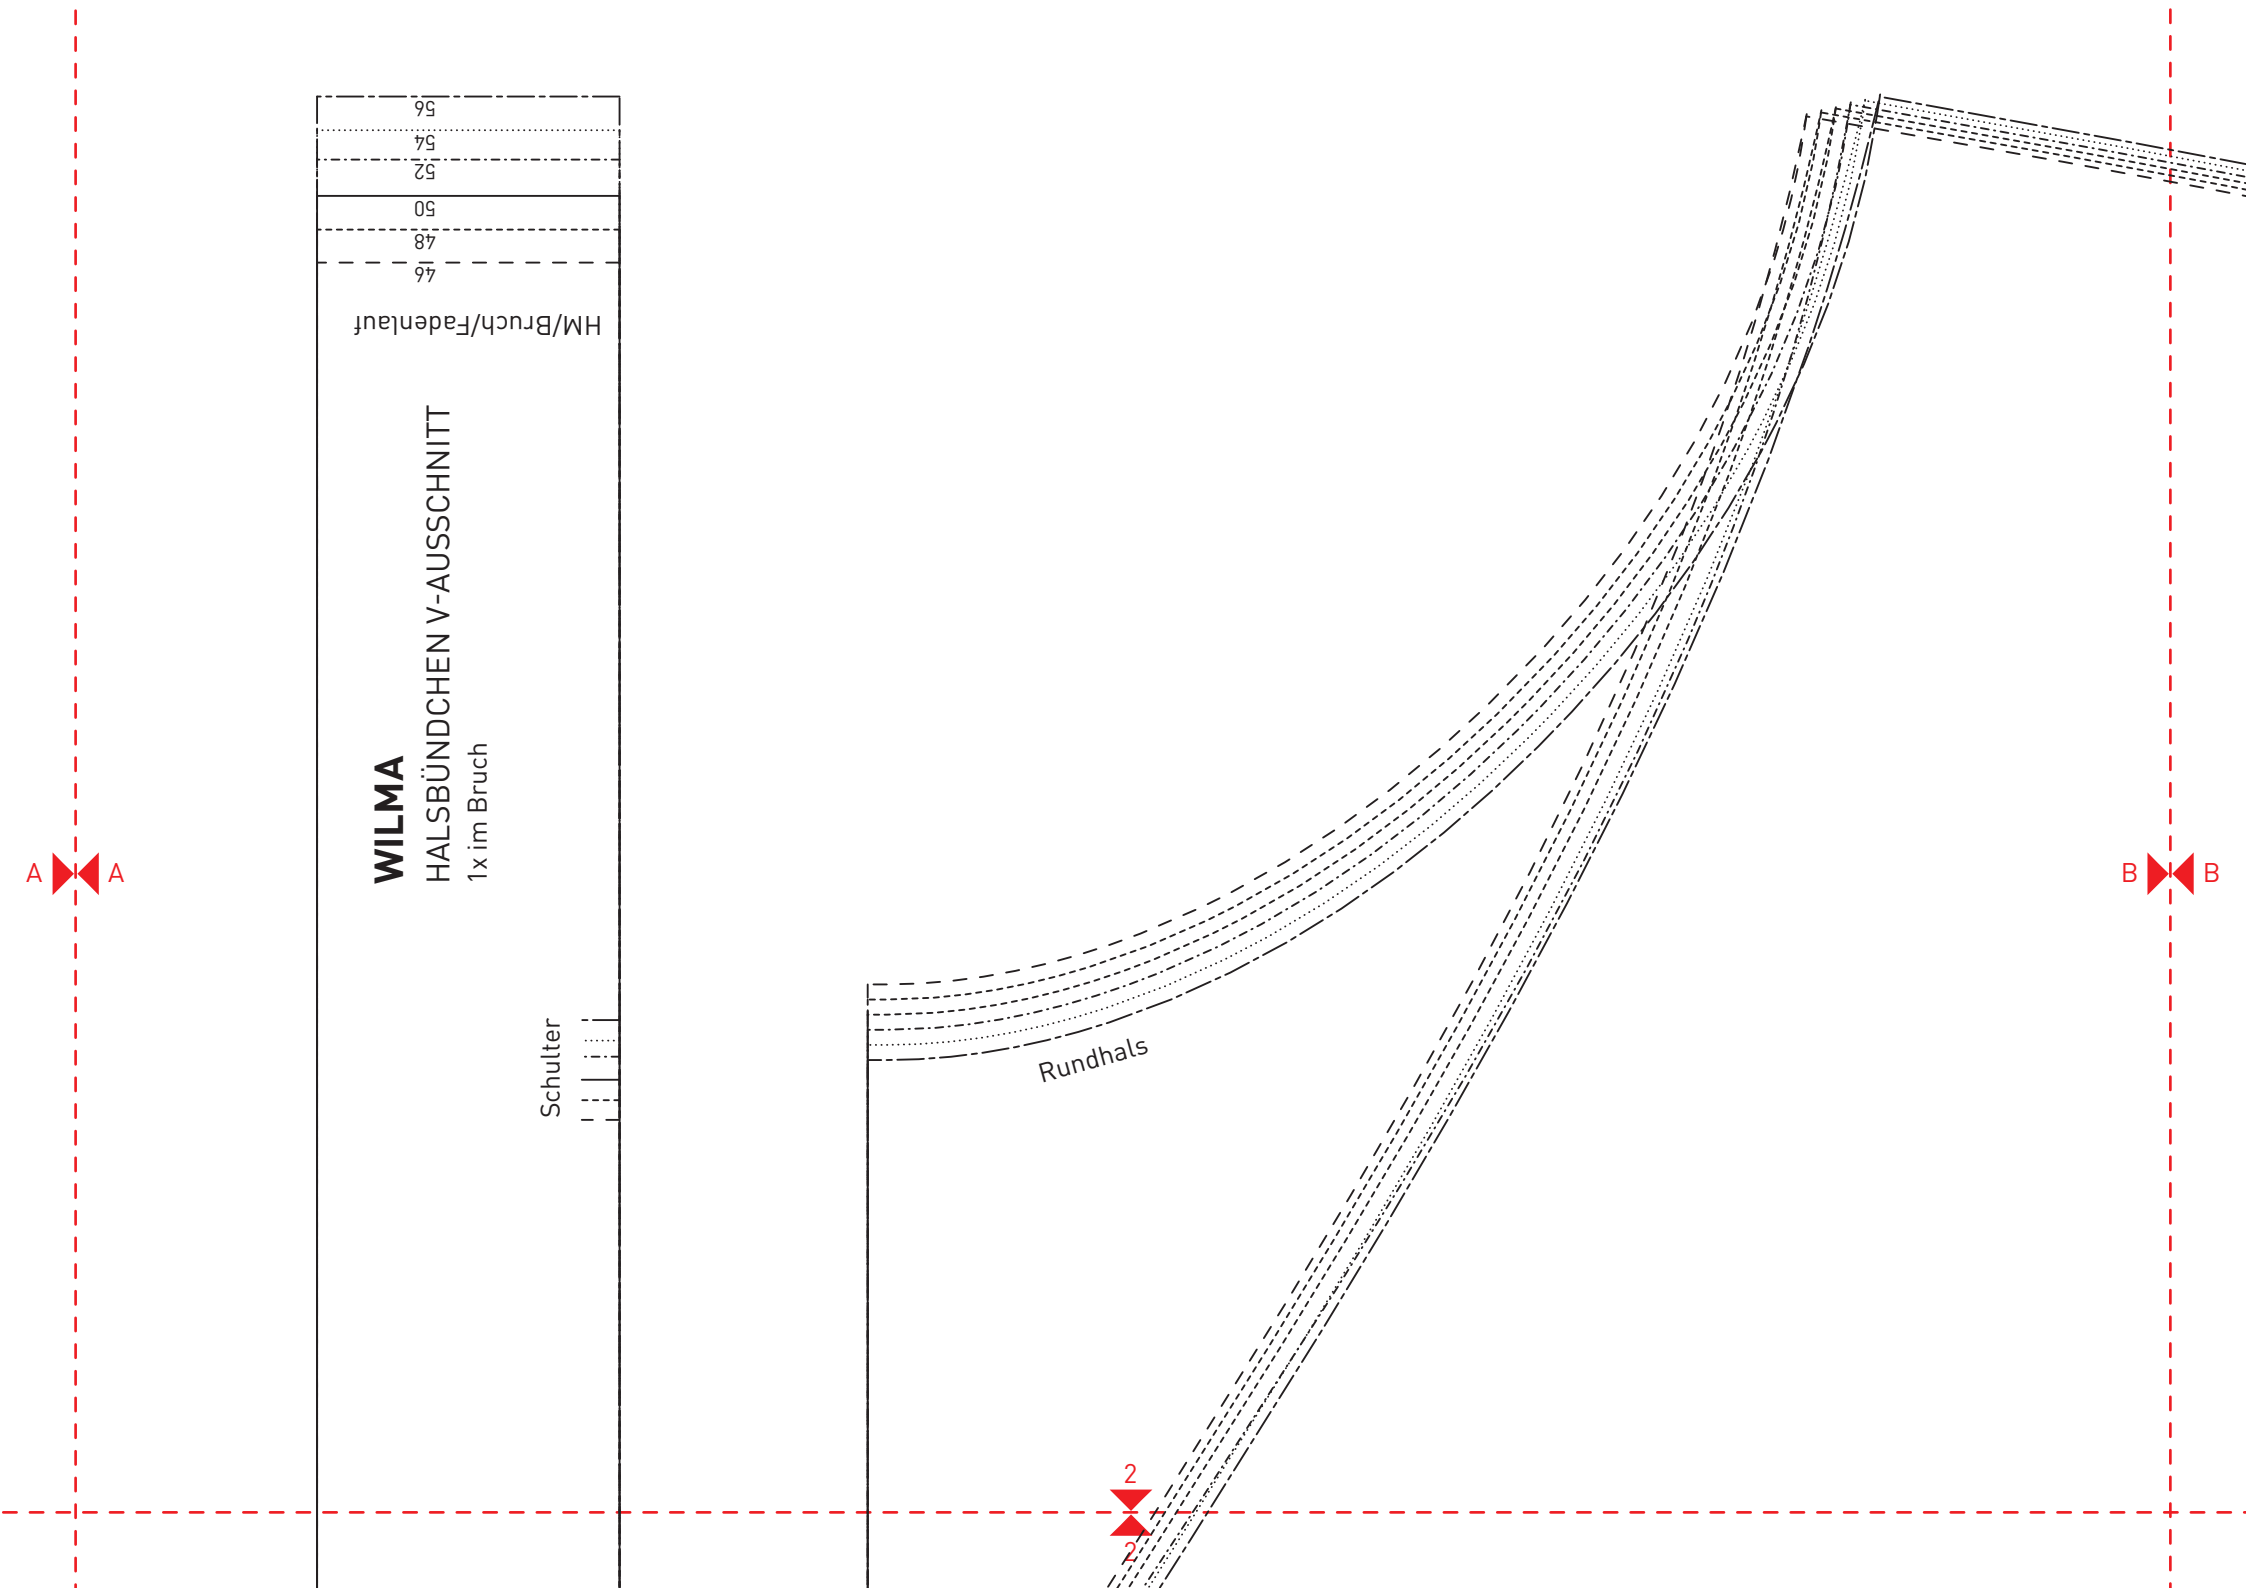 56
54
52
50
48
46
HM/Bruch/Fadenlauf
WILMA
HALSBÜNDCHEN V-AUSSCHNITT
1x im Bruch
A
A
B
B
Schulter
Rundhals
2
2